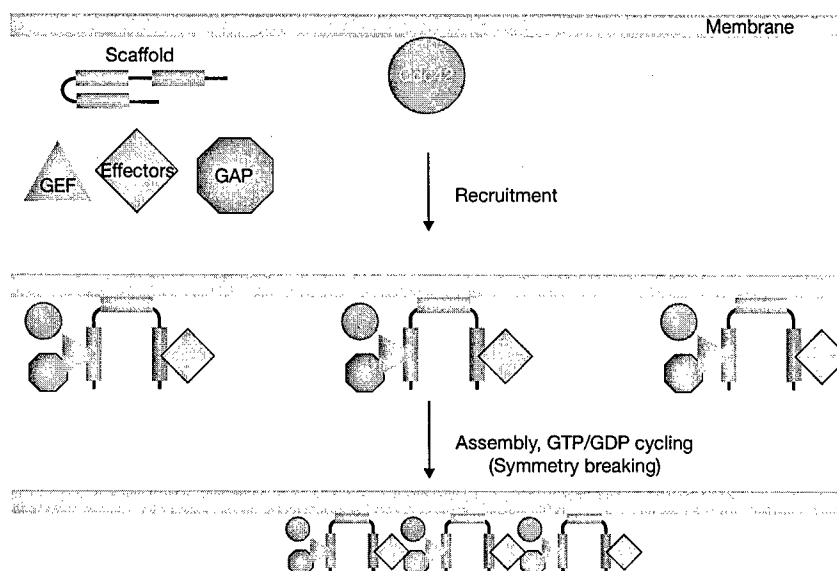 Membrane
Scaffold
Cdc42
GEF
Effectors
GAP
Recruitment
Assembly, GTP/GDP cycling
(Symmetry breaking)